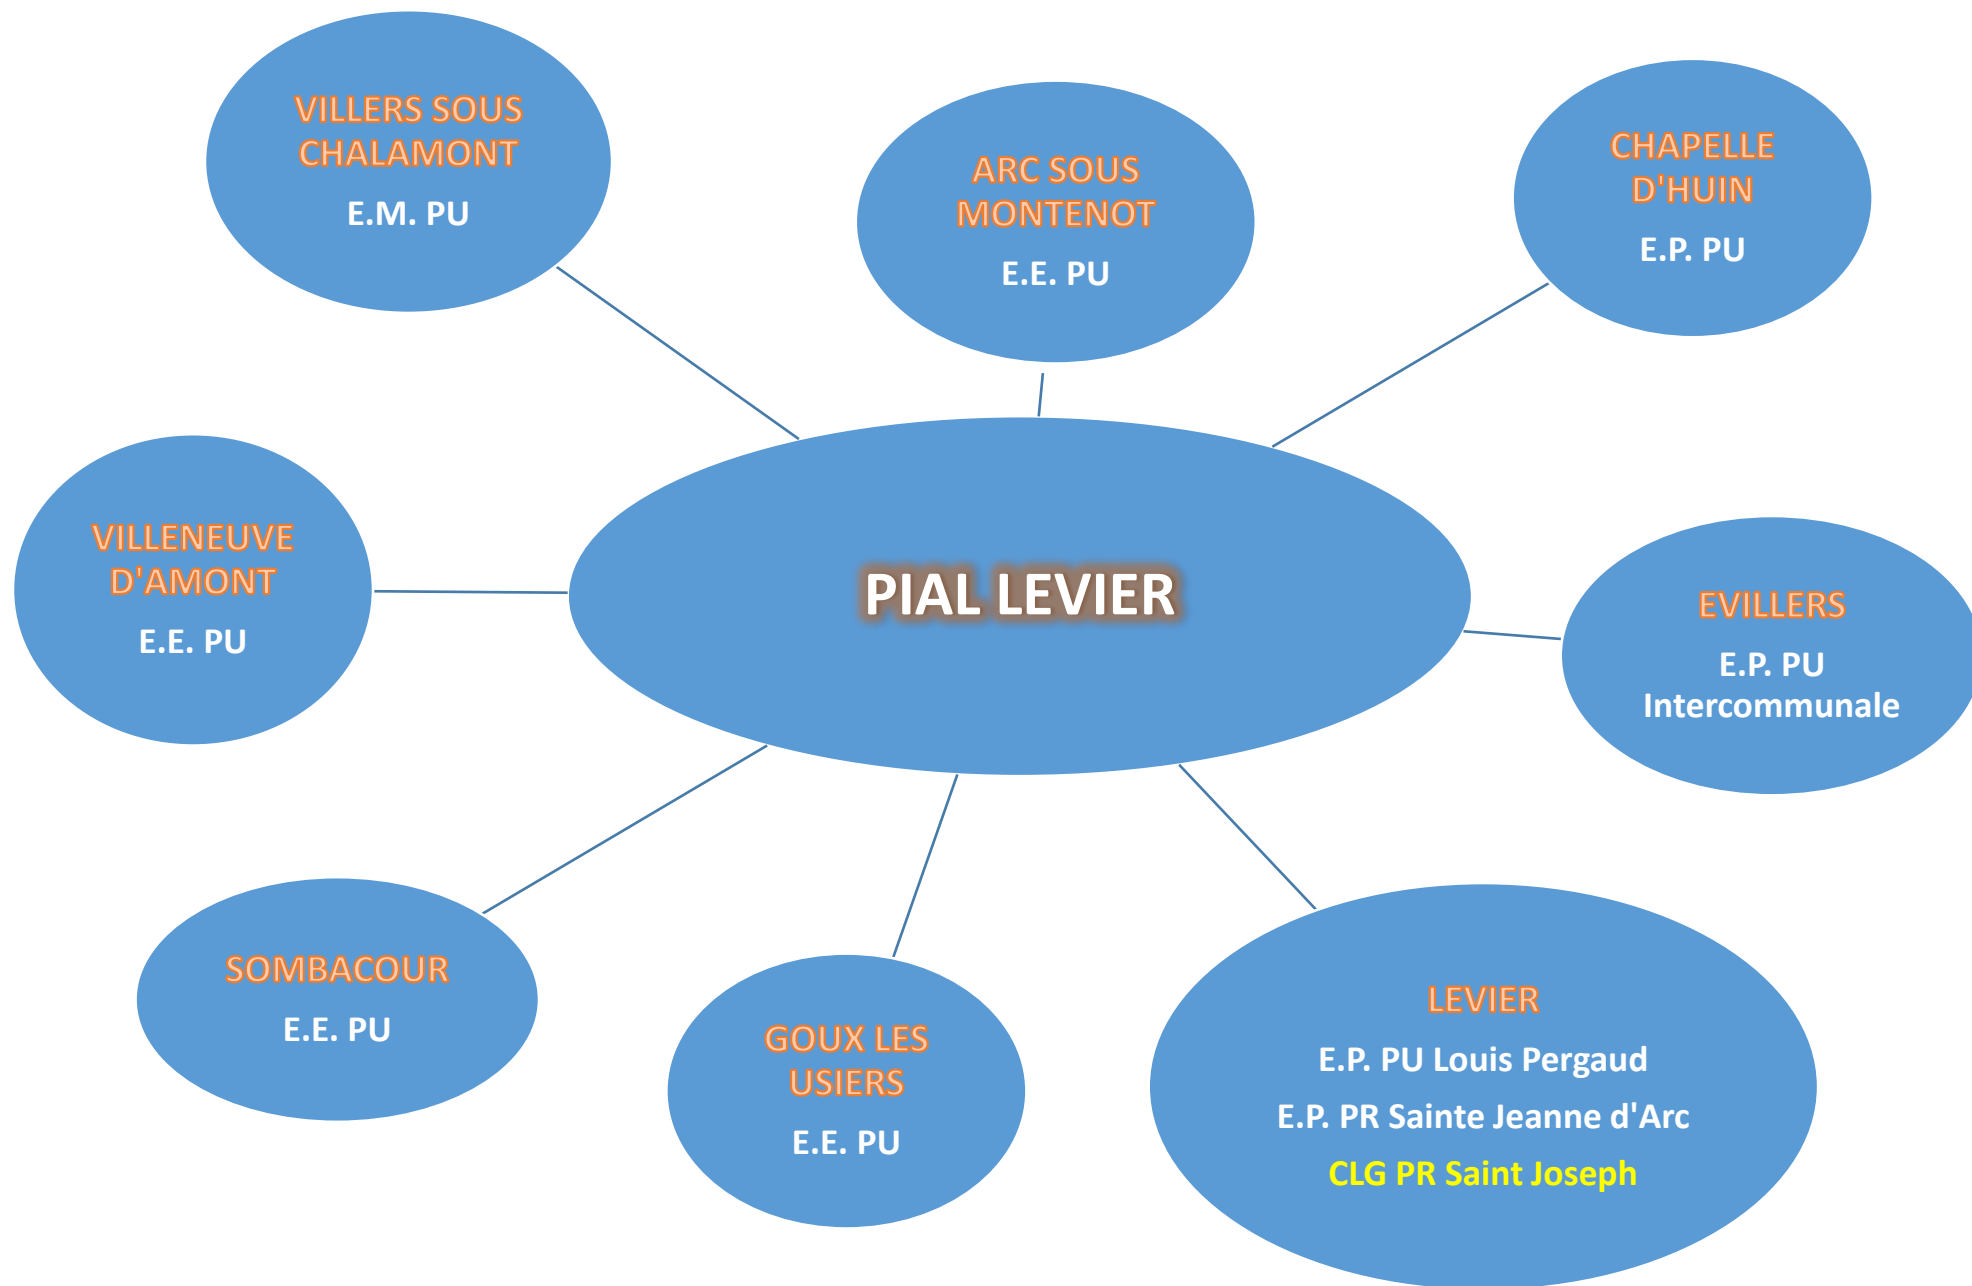 VILLERS SOUS
CHALAMONT
E.M. PU
ARC SOUS
MONTENOT
E.E. PU
CHAPELLE
D'HUIN
E.P. PU
VILLENEUVE
D'AMONT
E.E. PU
PIAL LEVIER
EVILLERS
E.P. PU
Intercommunale
SOMBACOUR
E.E. PU
GOUX LES
USIERS
E.E. PU
LEVIER
E.P. PU Louis Pergaud
E.P. PR Sainte Jeanne d'Arc
CLG PR Saint Joseph